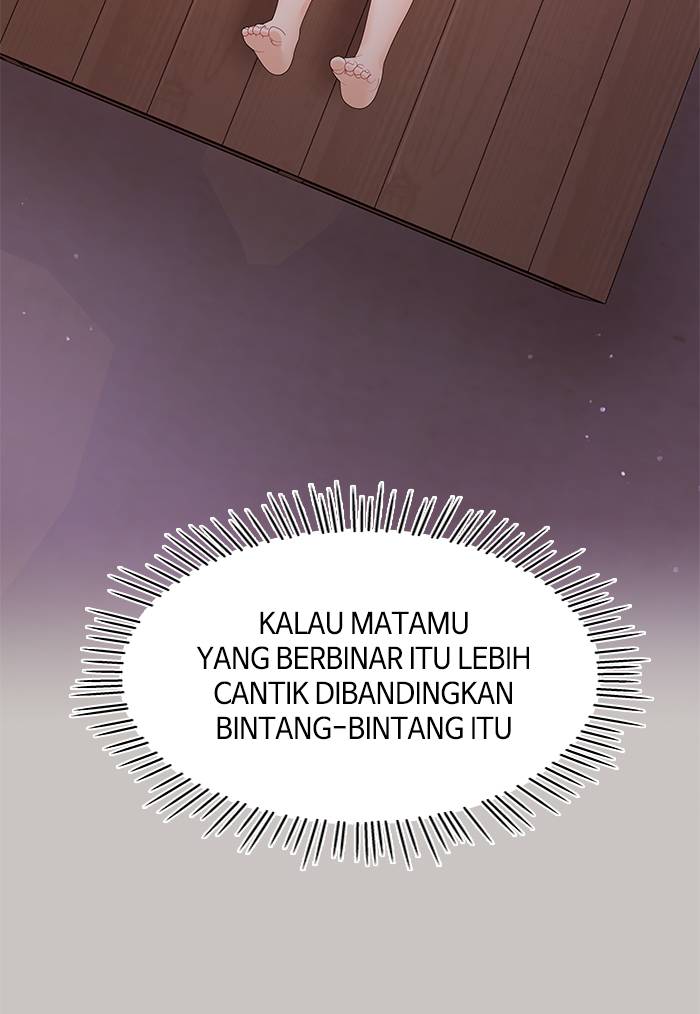 KALAU MATAMU
YANG BERBINAR ITU LEBIH
CANTIK DIBANDINGKAN
BINTANG-BINTANG ITU